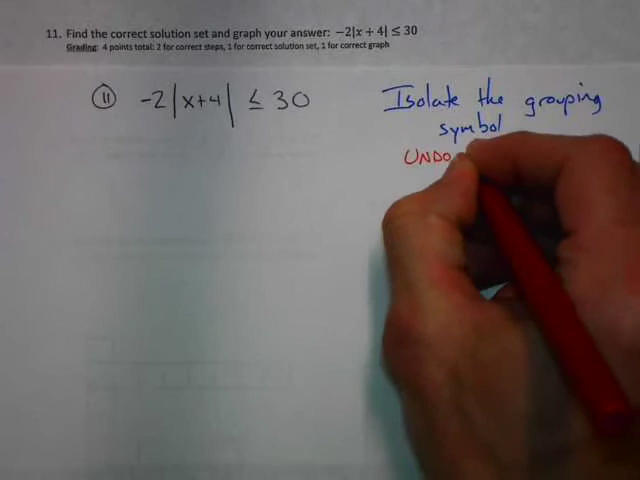 11. Find the correct solution set and graph your answer: −2|x + 4| ≤ 30
Grading: 4 points total: 2 for correct steps, 1 for correct solution set, 1 for correct graph
11 -2|x+4| ≤ 30
Isolate the grouping
symbol
UNDO